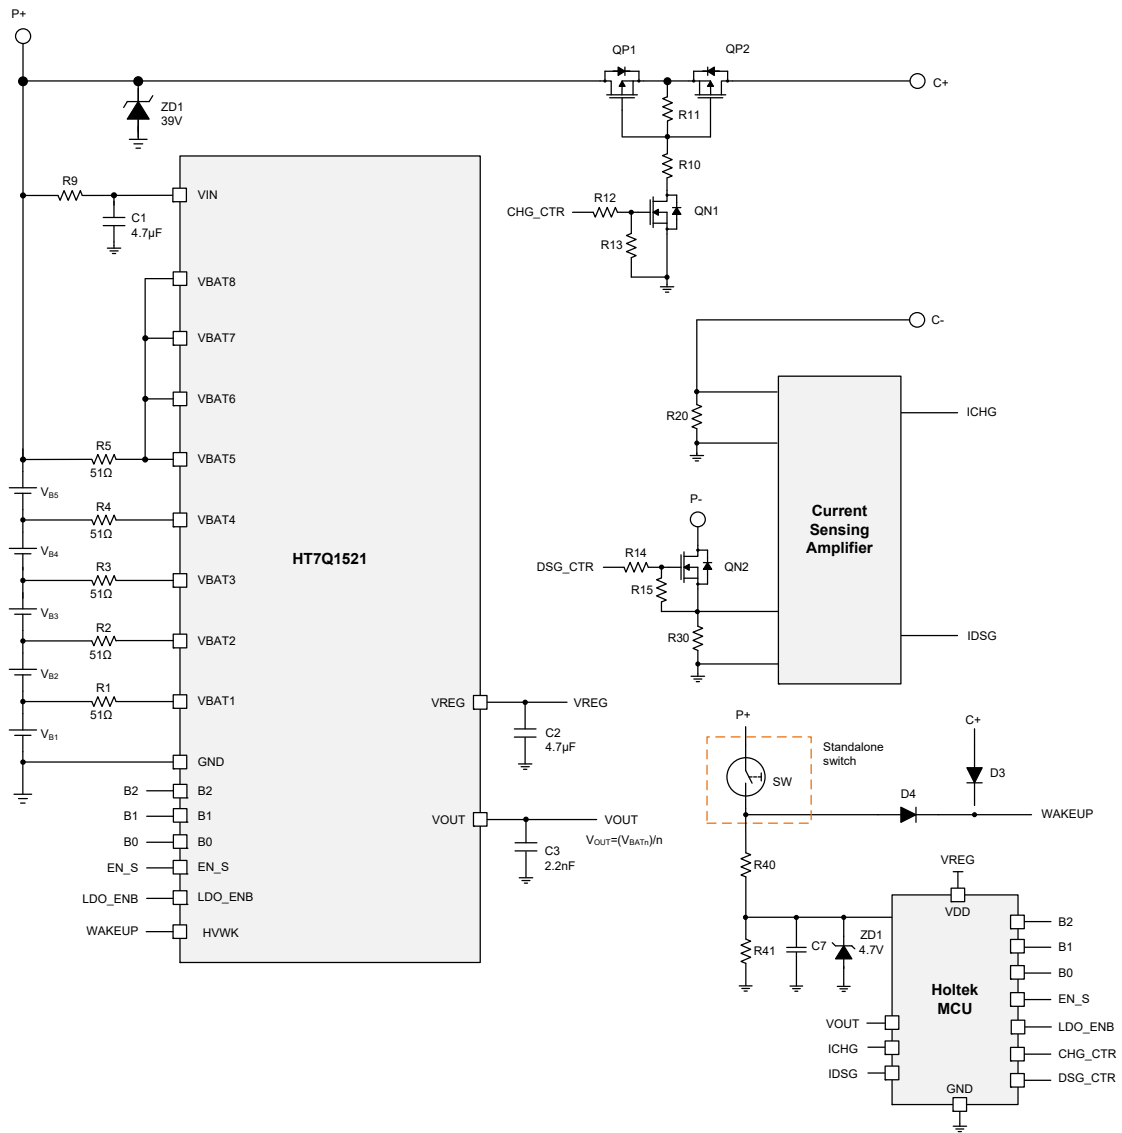 P+
QP1
QP2
C+
ZD1
39V
R11
R10
R9
VIN
C1
4.7µF
R12
CHG_CTR
QN1
R13
VBAT8
VBAT7
VBAT6
R5
VBAT5
51Ω
VB5
R4
VBAT4
51Ω
VB4
R3
VBAT3
51Ω
VB3
R2
VBAT2
51Ω
VB2
R1
VBAT1
51Ω
VB1
GND
HT7Q1521
VREG
VREG
C2
4.7µF
VOUT
VOUT
VOUT=(VBATn)/n
C3
2.2nF
B2
B2
B1
B1
B0
B0
EN_S
EN_S
LDO_ENB
LDO_ENB
WAKEUP
HVWK
C-
R20
ICHG
Current
Sensing
Amplifier
P-
R14
DSG_CTR
QN2
R15
R30
IDSG
P+
C+
Standalone
switch
SW
D3
D4
WAKEUP
R40
VREG
VDD
R41
C7
ZD1
4.7V
Holtek
MCU
B2
B1
B0
EN_S
LDO_ENB
CHG_CTR
DSG_CTR
VOUT
ICHG
IDSG
GND